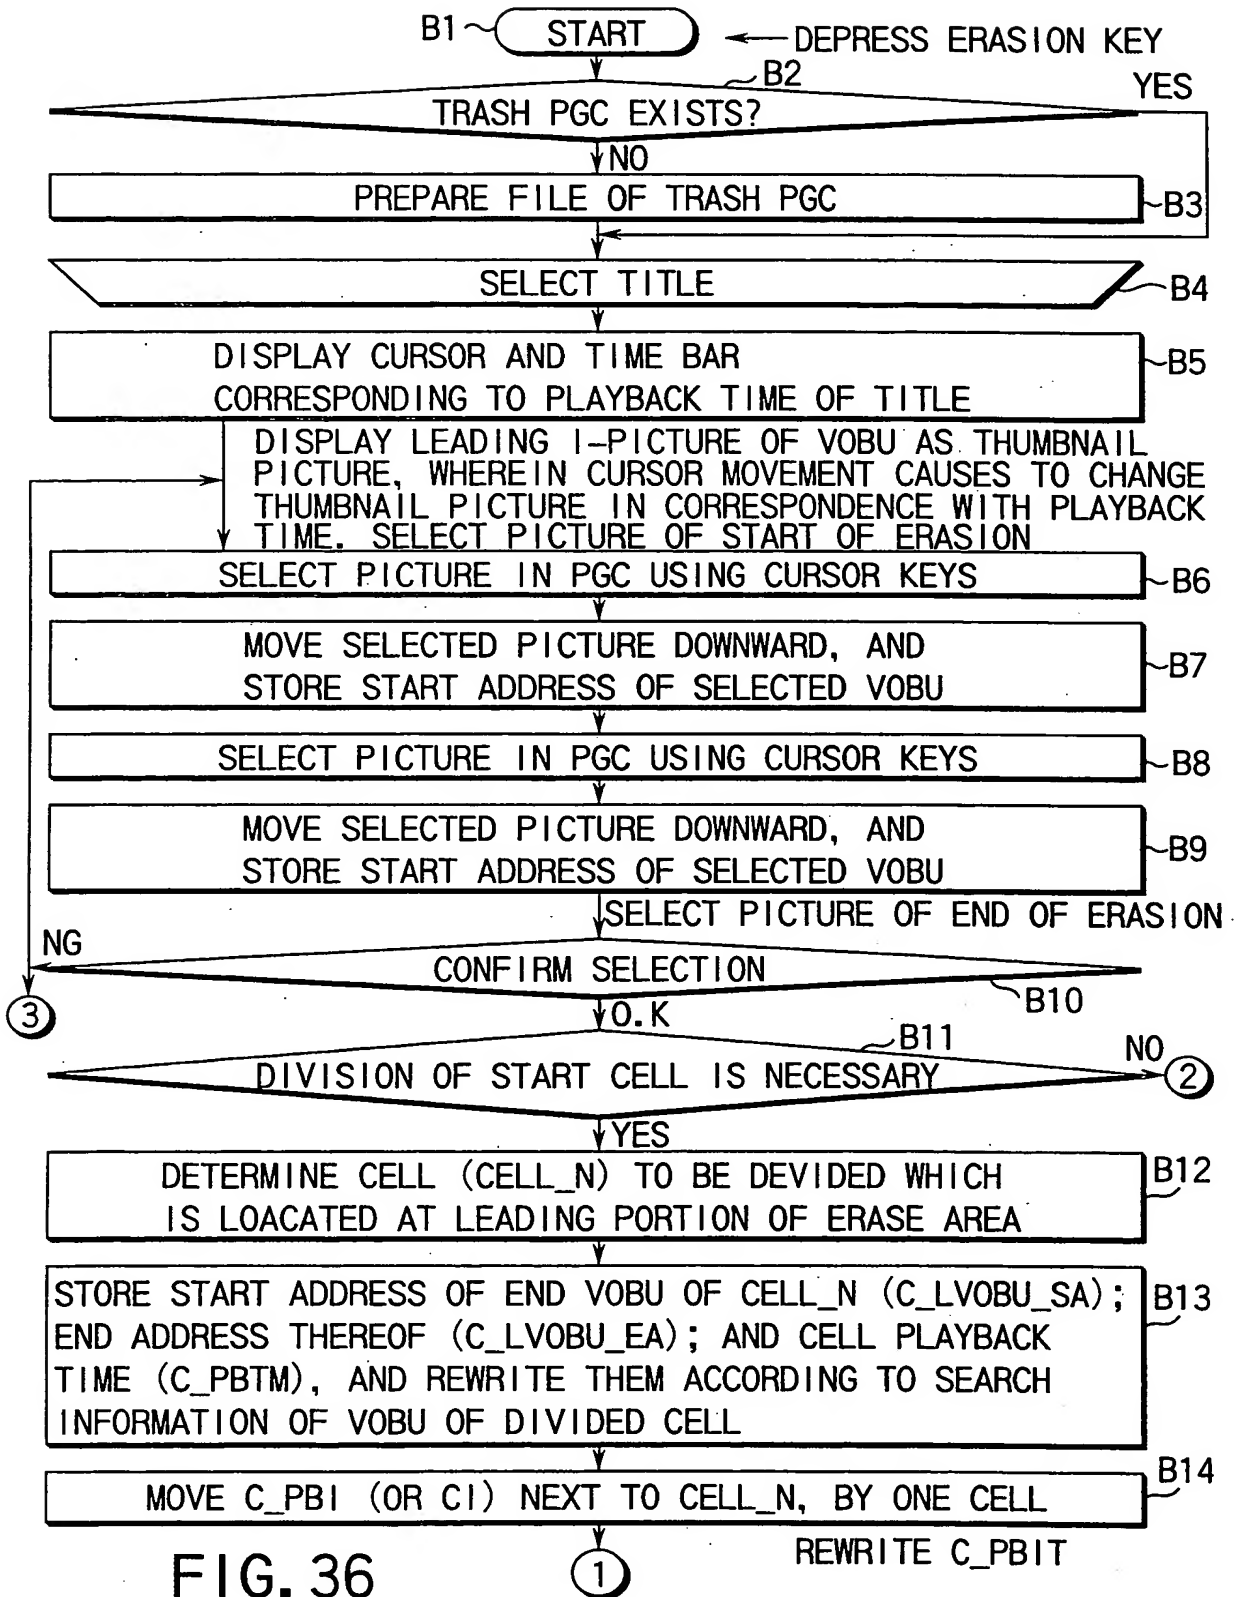 B1 START ← DEPRESS ERASION KEY
B2
YES
TRASH PGC EXISTS?
NO
PREPARE FILE OF TRASH PGC
B3
SELECT TITLE
B4
DISPLAY CURSOR AND TIME BAR
CORRESPONDING TO PLAYBACK TIME OF TITLE
B5
DISPLAY LEADING I-PICTURE OF VOBU AS THUMBNAIL
PICTURE, WHEREIN CURSOR MOVEMENT CAUSES TO CHANGE
THUMBNAIL PICTURE IN CORRESPONDENCE WITH PLAYBACK
TIME. SELECT PICTURE OF START OF ERASION
SELECT PICTURE IN PGC USING CURSOR KEYS
B6
MOVE SELECTED PICTURE DOWNWARD, AND
STORE START ADDRESS OF SELECTED VOBU
B7
SELECT PICTURE IN PGC USING CURSOR KEYS
B8
MOVE SELECTED PICTURE DOWNWARD, AND
STORE START ADDRESS OF SELECTED VOBU
B9
SELECT PICTURE OF END OF ERASION
NG
CONFIRM SELECTION
B10
3
O.K
B11
NO
2
DIVISION OF START CELL IS NECESSARY
YES
DETERMINE CELL (CELL_N) TO BE DEVIDED WHICH
IS LOACATED AT LEADING PORTION OF ERASE AREA
B12
STORE START ADDRESS OF END VOBU OF CELL_N (C_LVOBU_SA);
END ADDRESS THEREOF (C_LVOBU_EA); AND CELL PLAYBACK
TIME (C_PBTM), AND REWRITE THEM ACCORDING TO SEARCH
INFORMATION OF VOBU OF DIVIDED CELL
B13
MOVE C_PBI (OR CI) NEXT TO CELL_N, BY ONE CELL
B14
REWRITE C_PBIT
1
FIG. 36